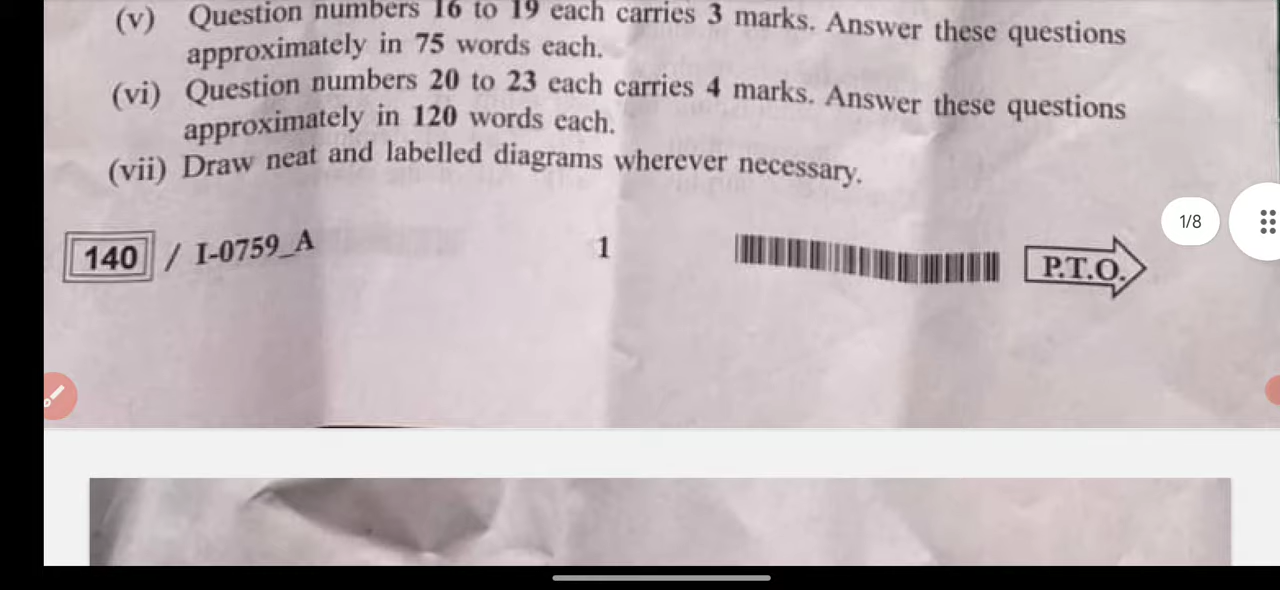 (v) Question numbers 16 to 19 each carries 3 marks. Answer these questions
approximately in 75 words each.
(vi) Question numbers 20 to 23 each carries 4 marks. Answer these questions
approximately in 120 words each.
(vii) Draw neat and labelled diagrams wherever necessary.
1/8
140 / I-0759_A 1 P.T.O.